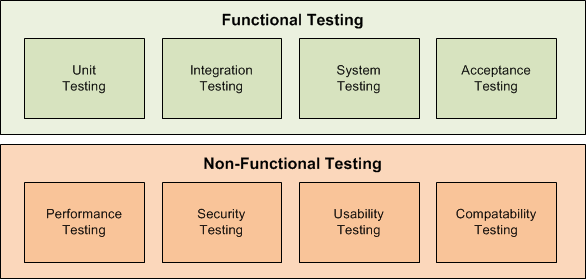 Functional Testing
Unit
Testing
Integration
Testing
System
Testing
Acceptance
Testing
Non-Functional Testing
Performance
Testing
Security
Testing
Usability
Testing
Compatability
Testing